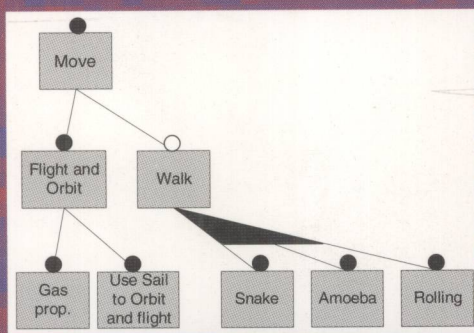 Move
Flight and
Orbit
Walk
Gas
prop.
Use Sail
to Orbit
and flight
Snake
Amoeba
Rolling